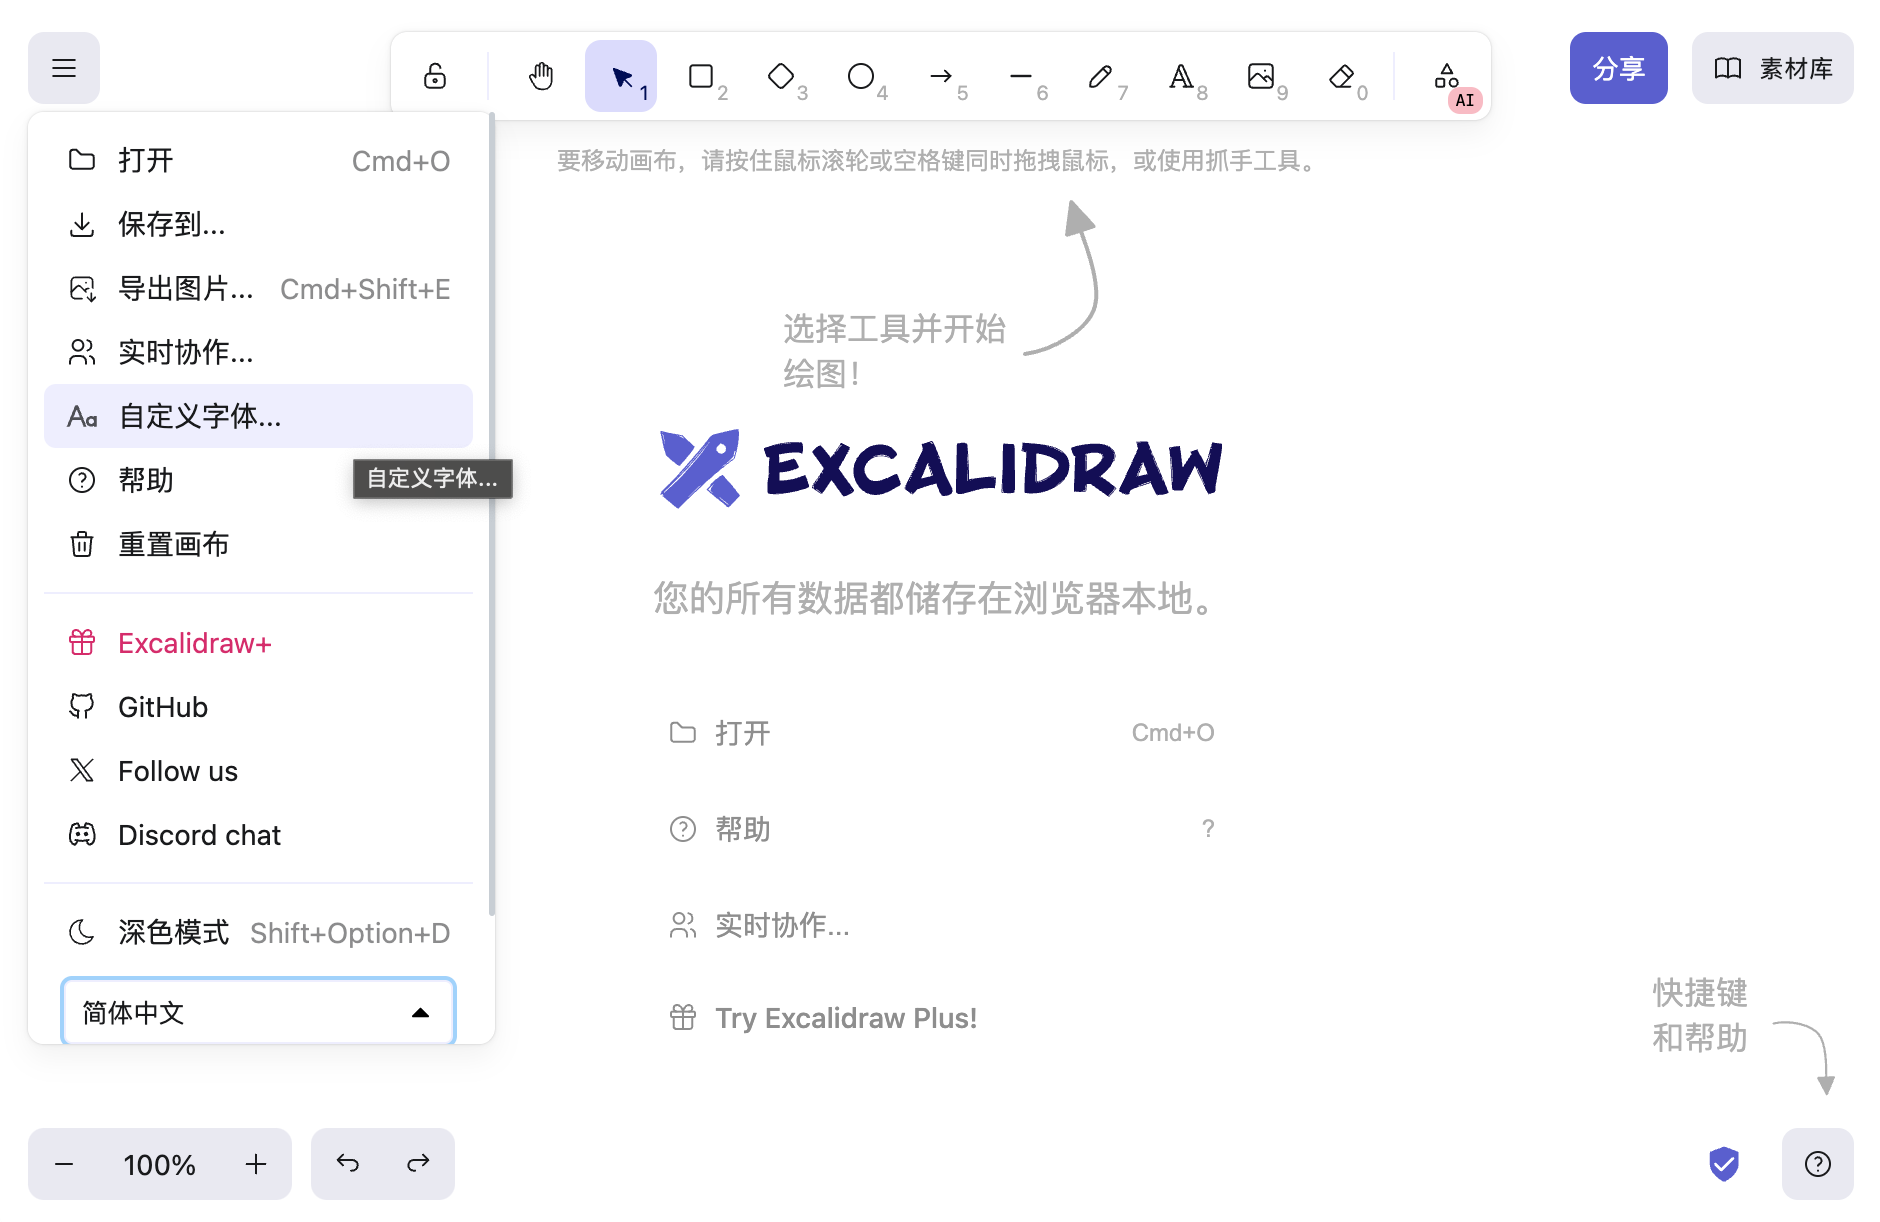 1
2
3
4
5
6
7
8
9
0
AI
分享
素材库
打开 Cmd+O
保存到...
导出图片... Cmd+Shift+E
实时协作...
自定义字体...
帮助
自定义字体...
重置画布
Excalidraw+
GitHub
Follow us
Discord chat
深色模式 Shift+Option+D
简体中文
要移动画布，请按住鼠标滚轮或空格键同时拖拽鼠标，或使用抓手工具。
选择工具并开始
绘图！
EXCALIDRAW
您的所有数据都储存在浏览器本地。
打开 Cmd+O
帮助 ?
实时协作...
Try Excalidraw Plus!
快捷键
和帮助
100%